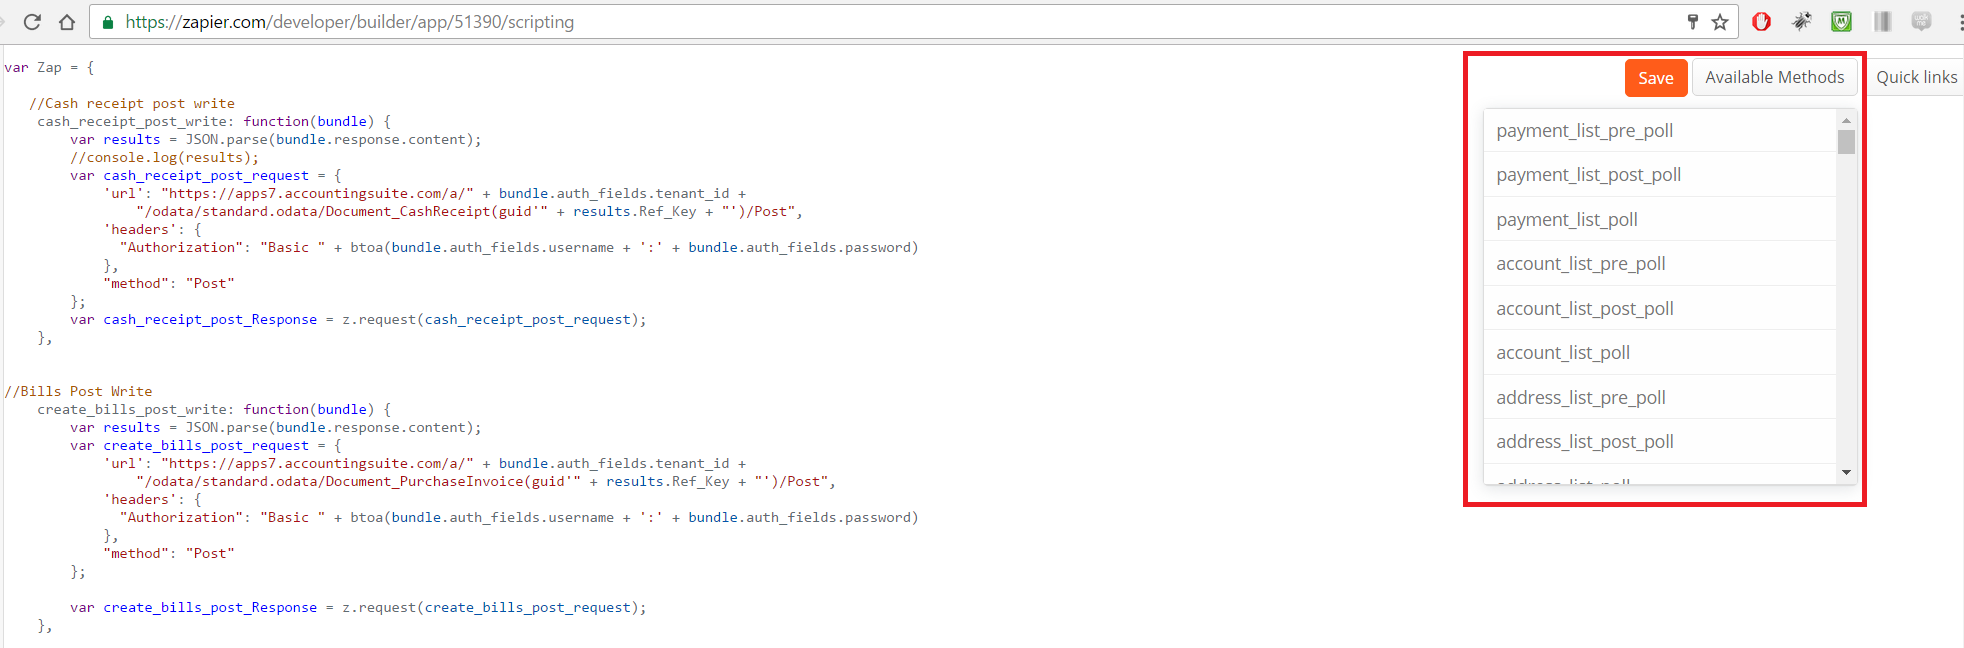 https://zapier.com/developer/builder/app/51390/scripting
var Zap = {
Save
Available Methods
Quick links
//Cash receipt post write
cash_receipt_post_write: function(bundle) {
var results = JSON.parse(bundle.response.content);
//console.log(results);
var cash_receipt_post_request = {
'url': "https://apps7.accountingsuite.com/a/" + bundle.auth_fields.tenant_id +
"/odata/standard.odata/Document_CashReceipt(guid'" + results.Ref_Key + "')/Post",
'headers': {
"Authorization": "Basic " + btoa(bundle.auth_fields.username + ':' + bundle.auth_fields.password)
},
"method": "Post"
};
var cash_receipt_post_Response = z.request(cash_receipt_post_request);
},
//Bills Post Write
create_bills_post_write: function(bundle) {
var results = JSON.parse(bundle.response.content);
var create_bills_post_request = {
'url': "https://apps7.accountingsuite.com/a/" + bundle.auth_fields.tenant_id +
"/odata/standard.odata/Document_PurchaseInvoice(guid'" + results.Ref_Key + "')/Post",
'headers': {
"Authorization": "Basic " + btoa(bundle.auth_fields.username + ':' + bundle.auth_fields.password)
},
"method": "Post"
};
var create_bills_post_Response = z.request(create_bills_post_request);
},
payment_list_pre_poll
payment_list_post_poll
payment_list_poll
account_list_pre_poll
account_list_post_poll
account_list_poll
address_list_pre_poll
address_list_post_poll
address_list_poll